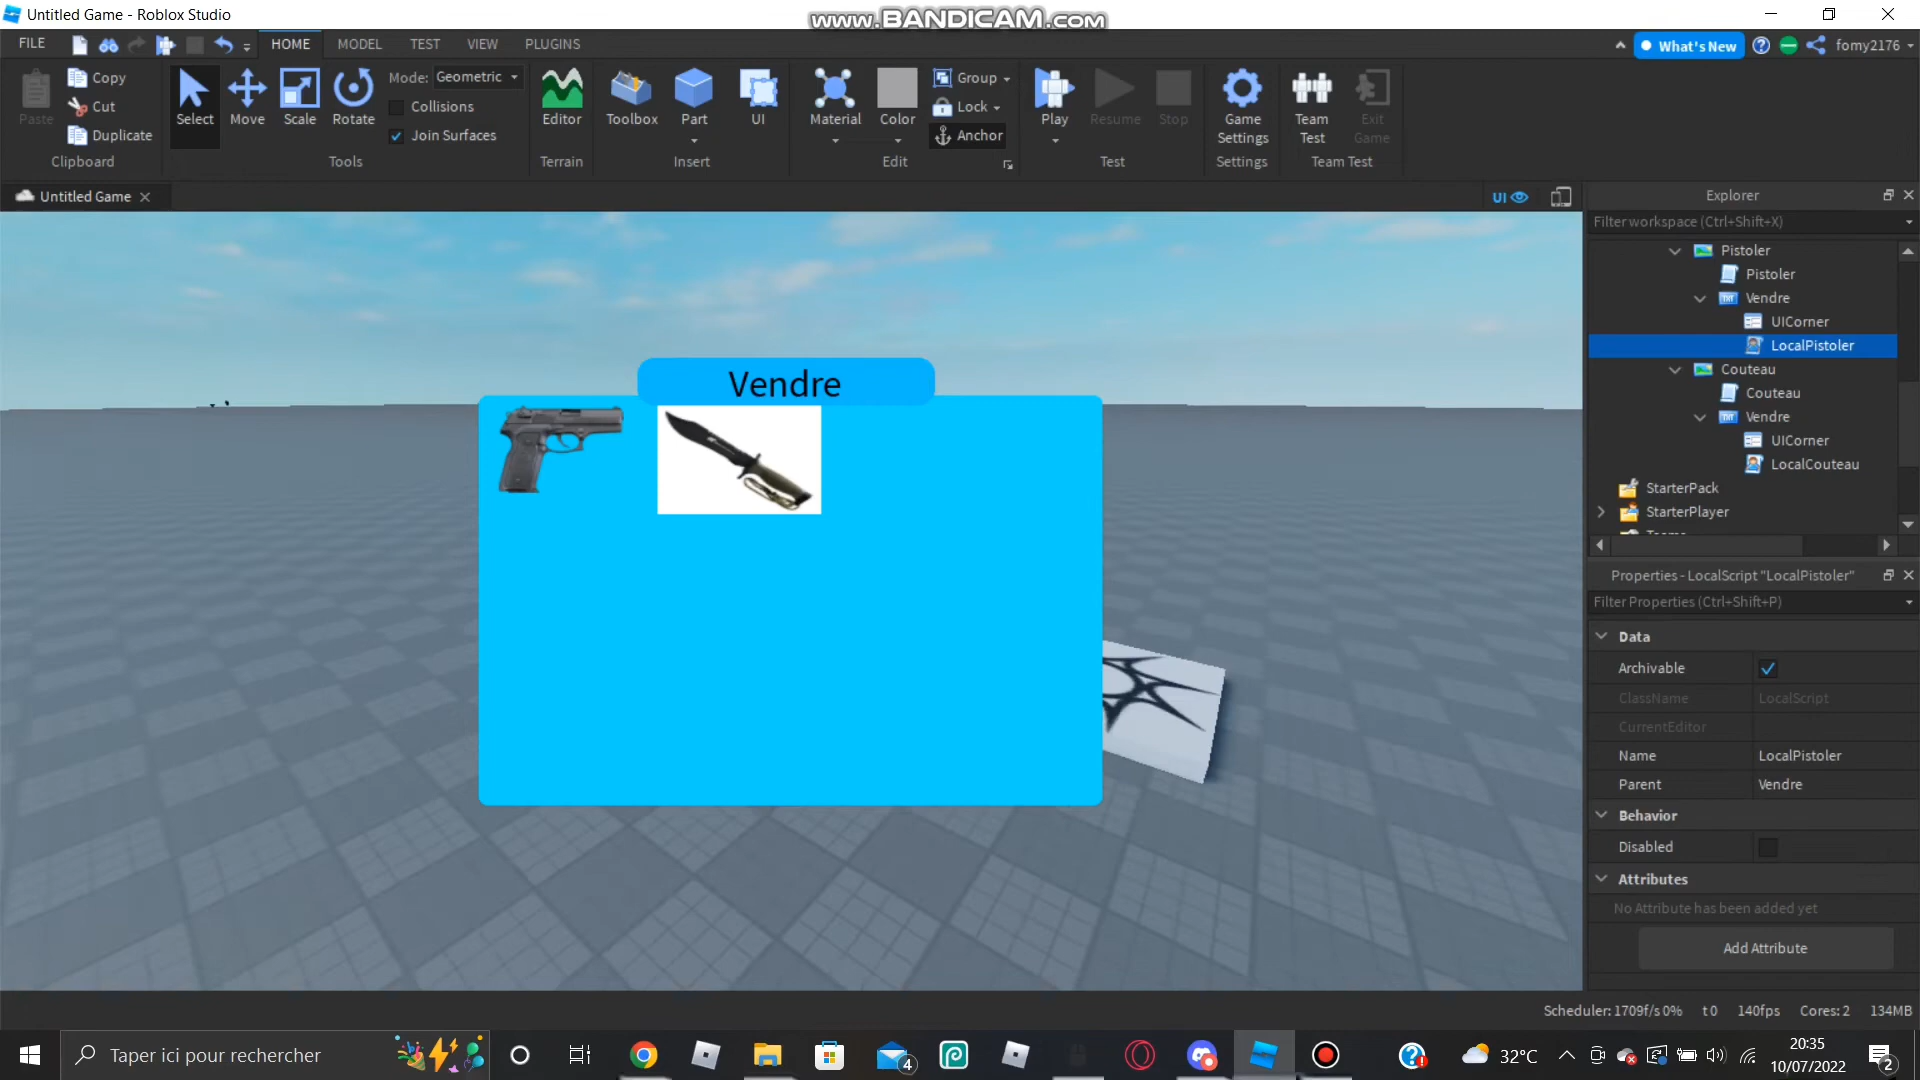 Untitled Game - Roblox Studio
www.BANDICAM.com
FILE
HOME
MODEL
TEST
VIEW
PLUGINS
What's New
fomy2176
Paste
Copy
Cut
Duplicate
Clipboard
Select
Move
Scale
Rotate
Mode: Geometric
Collisions
Join Surfaces
Tools
Editor
Terrain
Toolbox
Part
UI
Insert
Material
Color
Group
Lock
Anchor
Edit
Play
Resume
Stop
Test
Game Settings
Settings
Team Test
Exit Game
Team Test
Untitled Game
UI
Explorer
Filter workspace (Ctrl+Shift+X)
Pistoler
Pistoler
Vendre
UICorner
LocalPistoler
Couteau
Couteau
Vendre
UICorner
LocalCouteau
StarterPack
StarterPlayer
Vendre
Properties - LocalScript "LocalPistoler"
Filter Properties (Ctrl+Shift+P)
Data
Archivable
ClassName LocalScript
CurrentEditor
Name LocalPistoler
Parent Vendre
Behavior
Disabled
Attributes
No Attribute has been added yet
Add Attribute
Scheduler: 1709f/s 0% t 0 140fps Cores: 2 134MB
Taper ici pour rechercher
4
32°C
20:35
10/07/2022
2